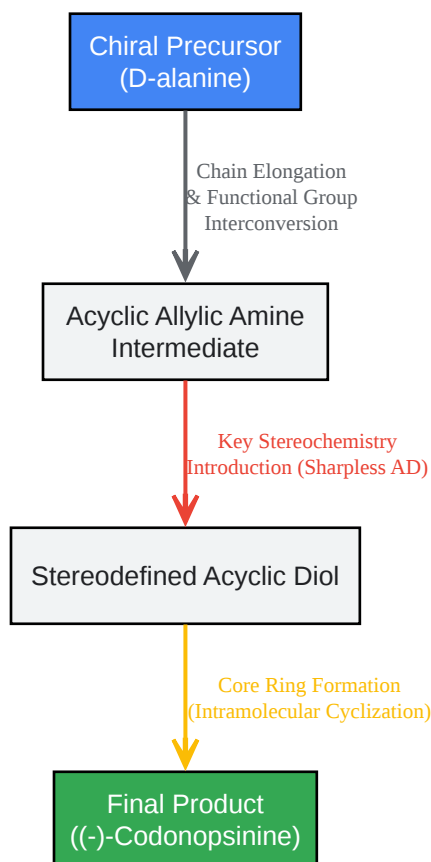 Chiral Precursor
(D-alanine)
Chain Elongation
& Functional Group
Interconversion
Acyclic Allylic Amine
Intermediate
Key Stereochemistry
Introduction (Sharpless AD)
Stereodefined Acyclic Diol
Core Ring Formation
(Intramolecular Cyclization)
Final Product
((-)-Codonopsinine)